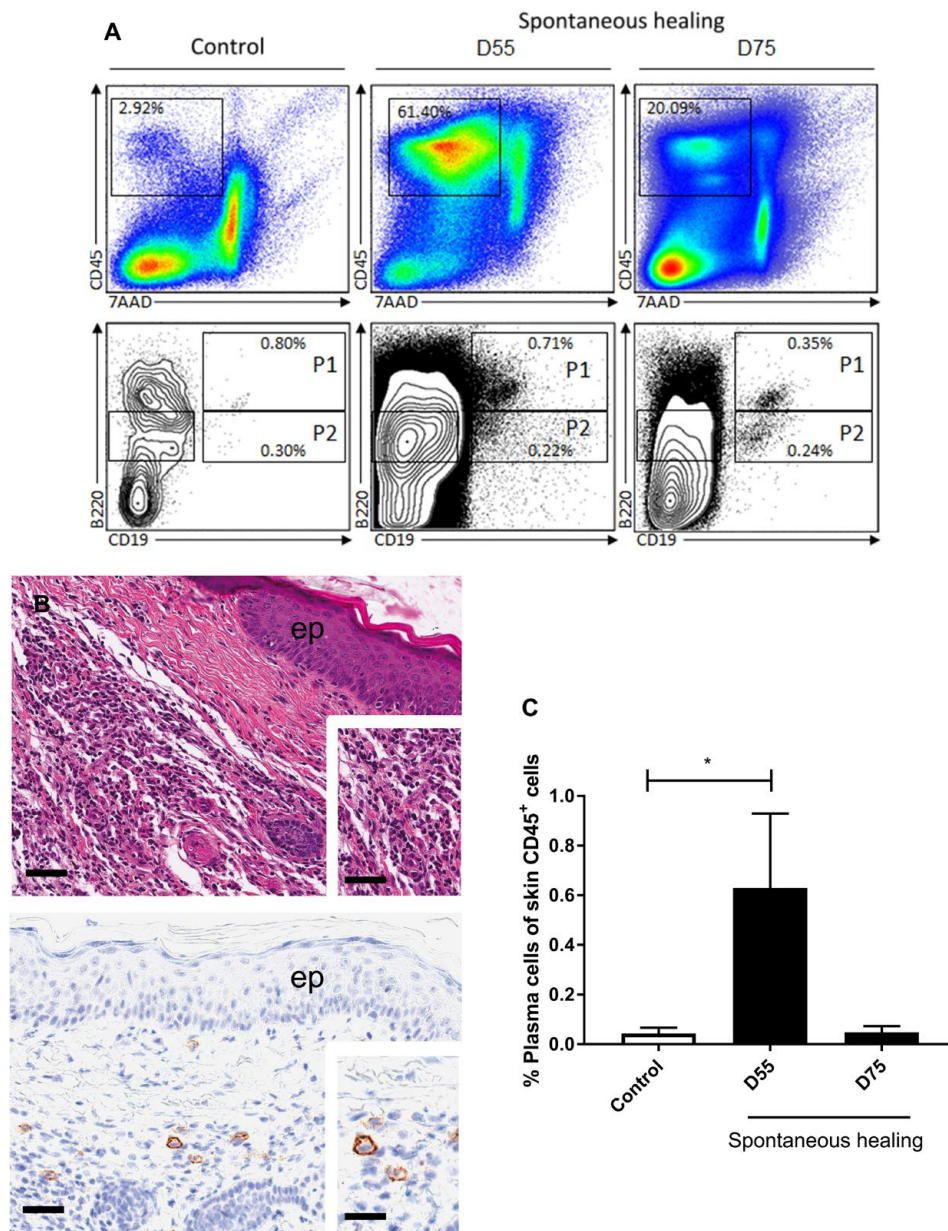 A
Spontaneous healing
Control
D55
D75
2.92%
61.40%
20.09%
CD45
CD45
CD45
7AAD
7AAD
7AAD
0.80%
P1
0.30%
0.71%
P1
P2
0.22%
0.35%
P1
P2
0.24%
P2
B220
B220
B220
CD19
CD19
CD19
B
ep
ep
C
*
% Plasma cells of skin CD45+ cells
1.0
0.8
0.6
0.4
0.2
0.0
Control
D55
D75
Spontaneous healing